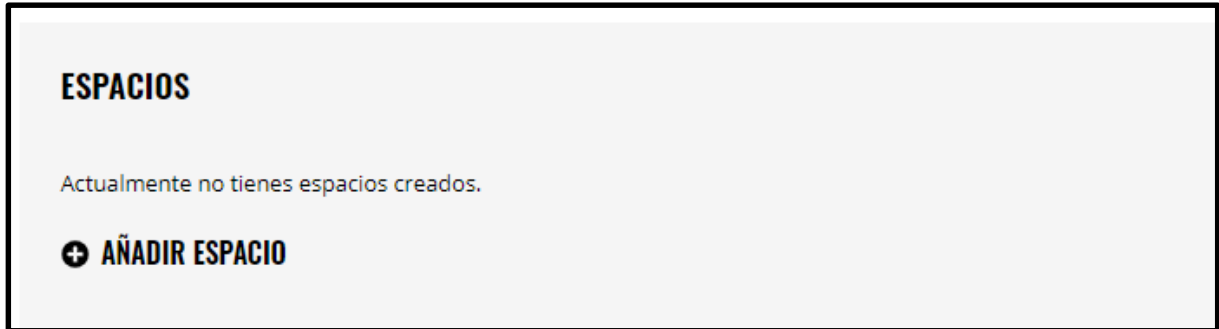 ESPACIOS
Actualmente no tienes espacios creados.
AÑADIR ESPACIO